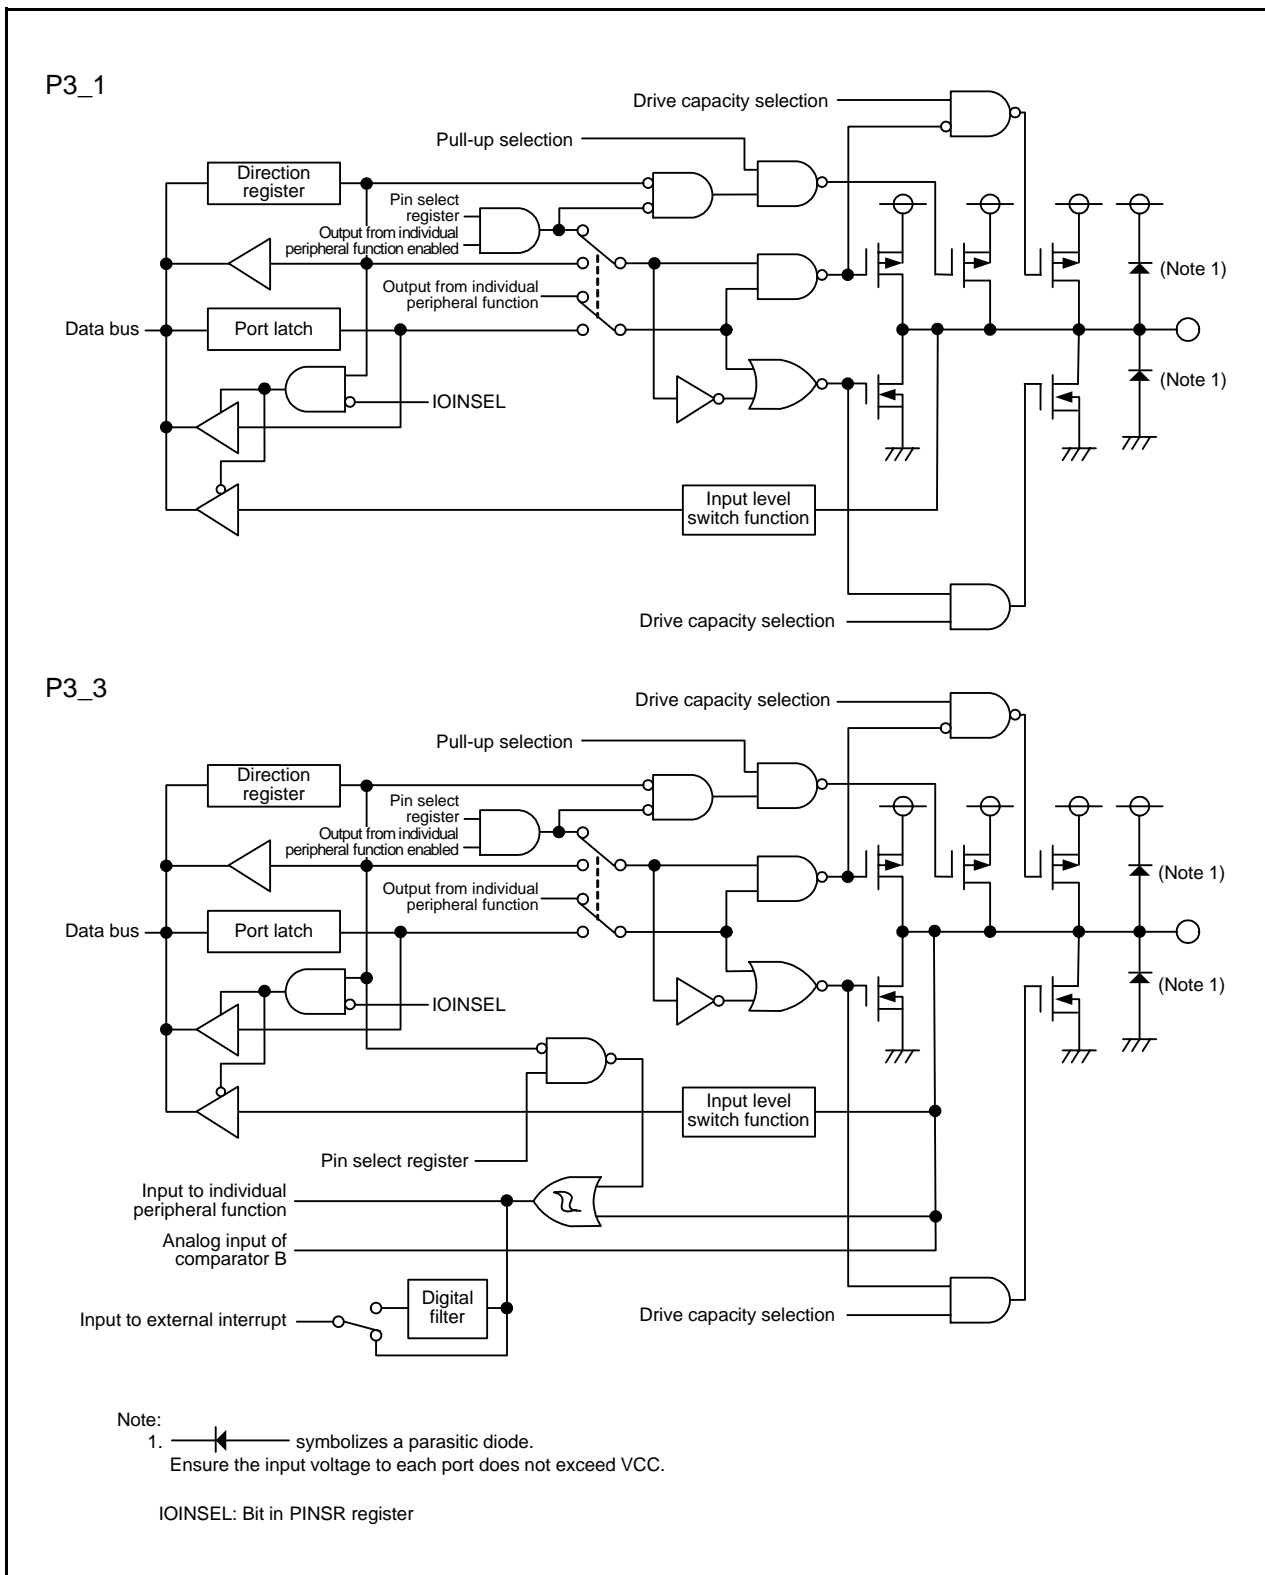 P3_1
Drive capacity selection
Pull-up selection
Direction
register
Pin select
register
Output from individual
peripheral function enabled
(Note 1)
Output from individual
peripheral function
Data bus
Port latch
(Note 1)
IOINSEL
Input level
switch function
Drive capacity selection
P3_3
Drive capacity selection
Pull-up selection
Direction
register
Pin select
register
Output from individual
peripheral function enabled
(Note 1)
Output from individual
peripheral function
Data bus
Port latch
(Note 1)
IOINSEL
Input level
switch function
Pin select register
Input to individual
peripheral function
Analog input of
comparator B
Digital
filter
Input to external interrupt
Drive capacity selection
Note:
1. symbolizes a parasitic diode.
Ensure the input voltage to each port does not exceed VCC.
IOINSEL: Bit in PINSR register